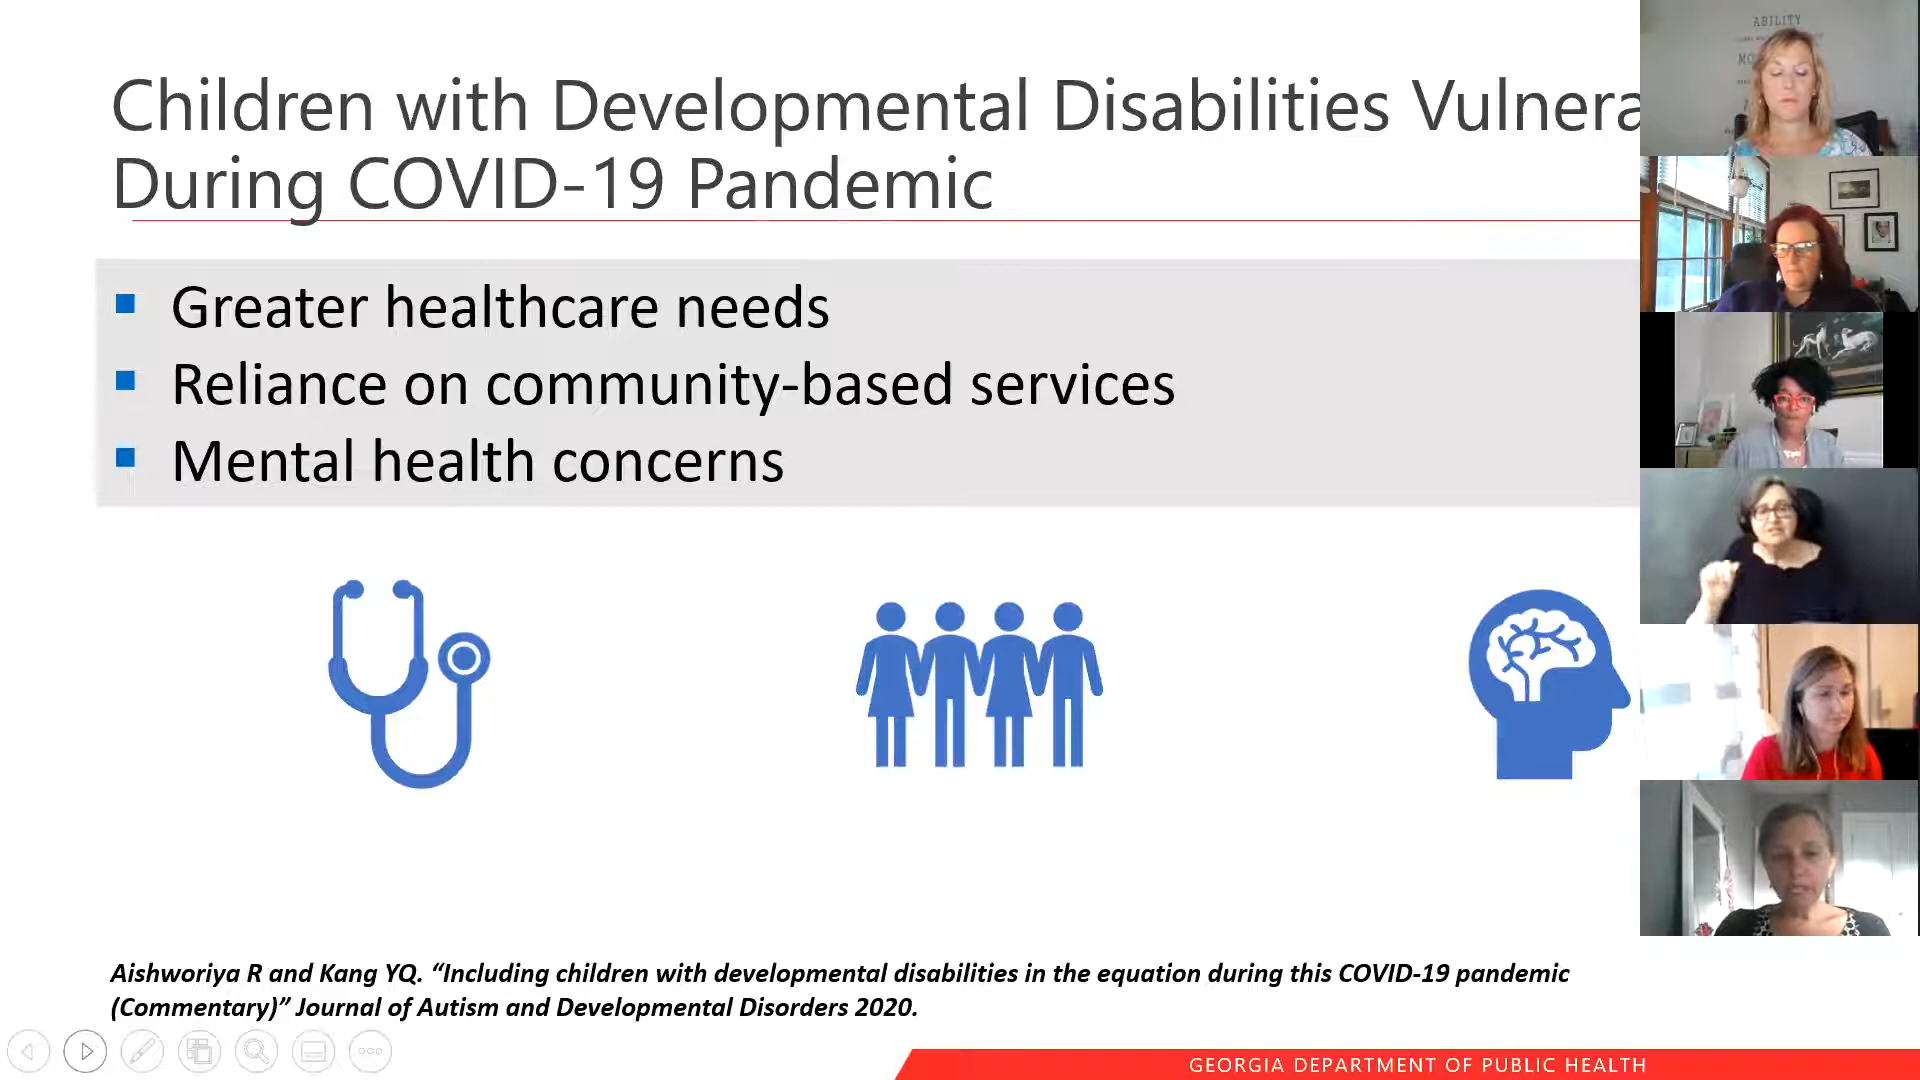 Children with Developmental Disabilities Vulnera
During COVID-19 Pandemic
Greater healthcare needs
Reliance on community-based services
Mental health concerns
Aishworiya R and Kang YQ. “Including children with developmental disabilities in the equation during this COVID-19 pandemic
(Commentary)” Journal of Autism and Developmental Disorders 2020.
GEORGIA DEPARTMENT OF PUBLIC HEALTH
ABILITY